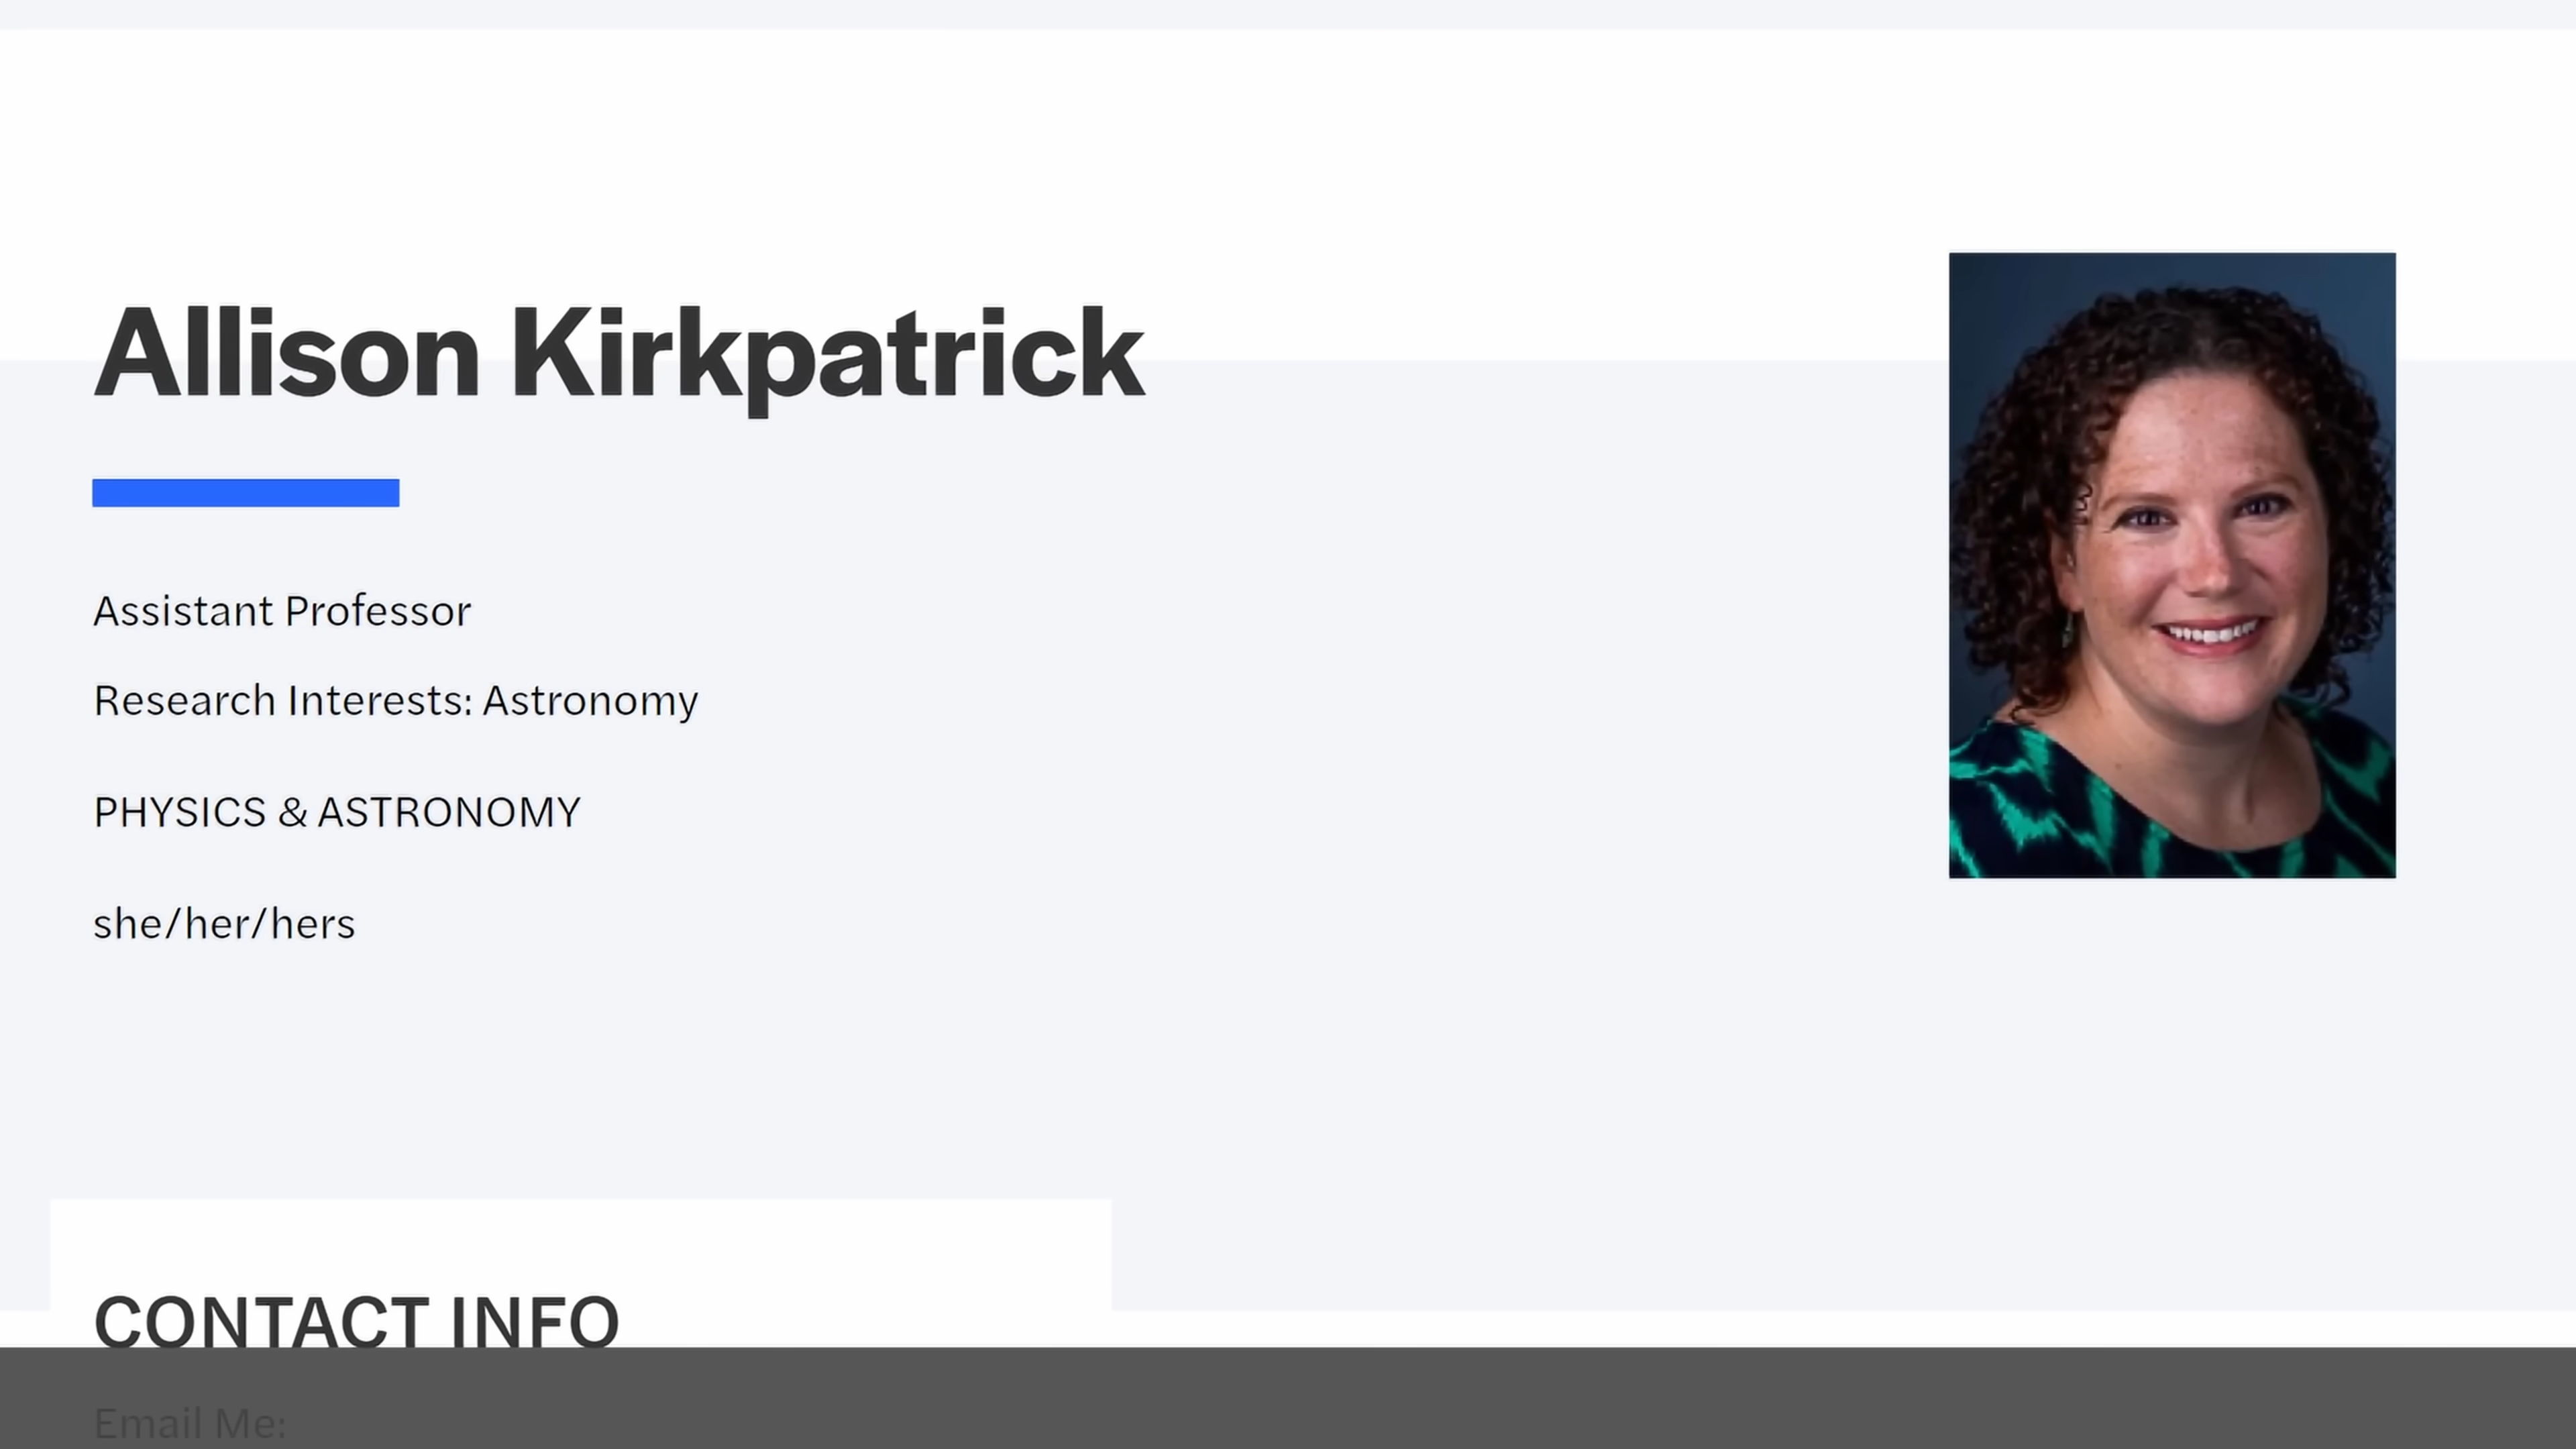 Allison Kirkpatrick
Assistant Professor
Research Interests: Astronomy
PHYSICS & ASTRONOMY
she/her/hers
CONTACT INFO
Email Me: